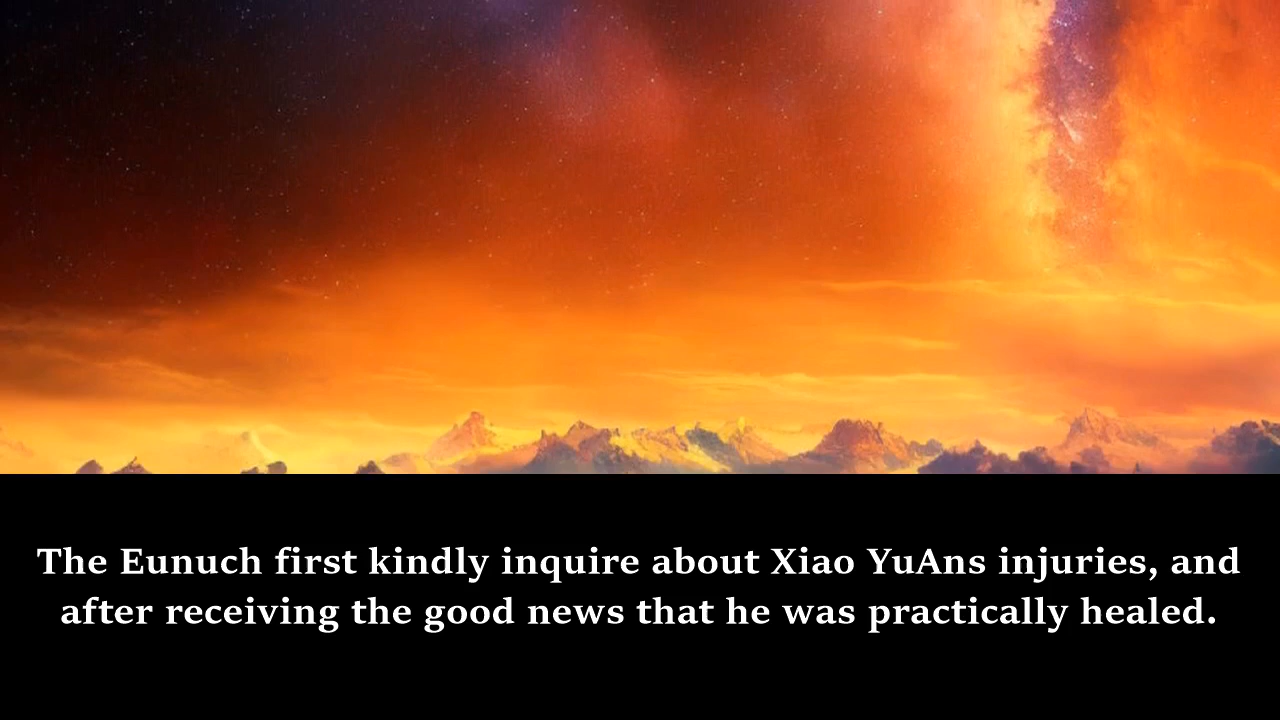 The Eunuch first kindly inquire about Xiao YuAns injuries, and
after receiving the good news that he was practically healed.